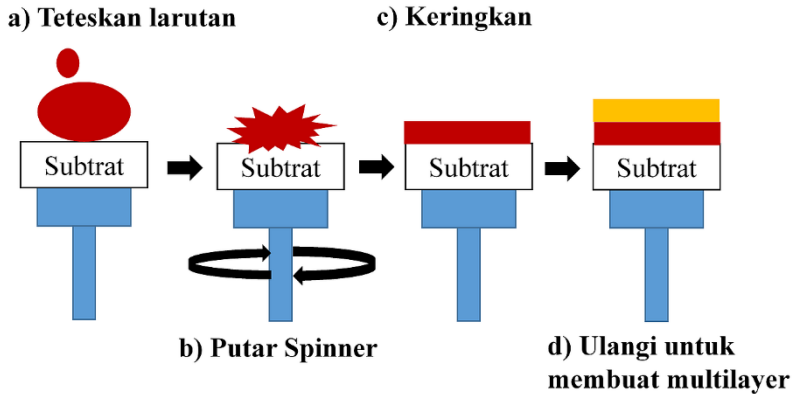 a) Teteskan larutan
c) Keringkan
Subtrat
Subtrat
Subtrat
Subtrat
b) Putar Spinner
d) Ulangi untuk
membuat multilayer